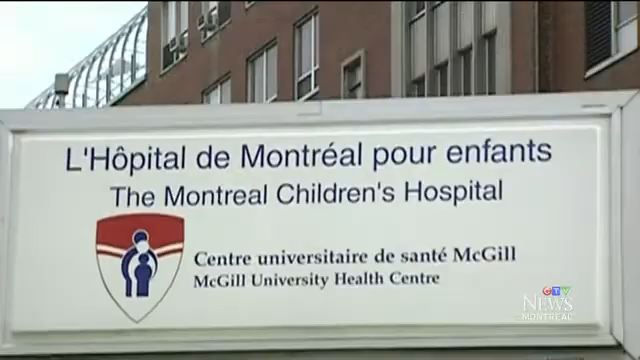 L'Hôpital de Montréal pour enfants
The Montreal Children's Hospital
Centre universitaire de santé McGill
McGill University Health Centre
CTV
NEWS
MONTREAL